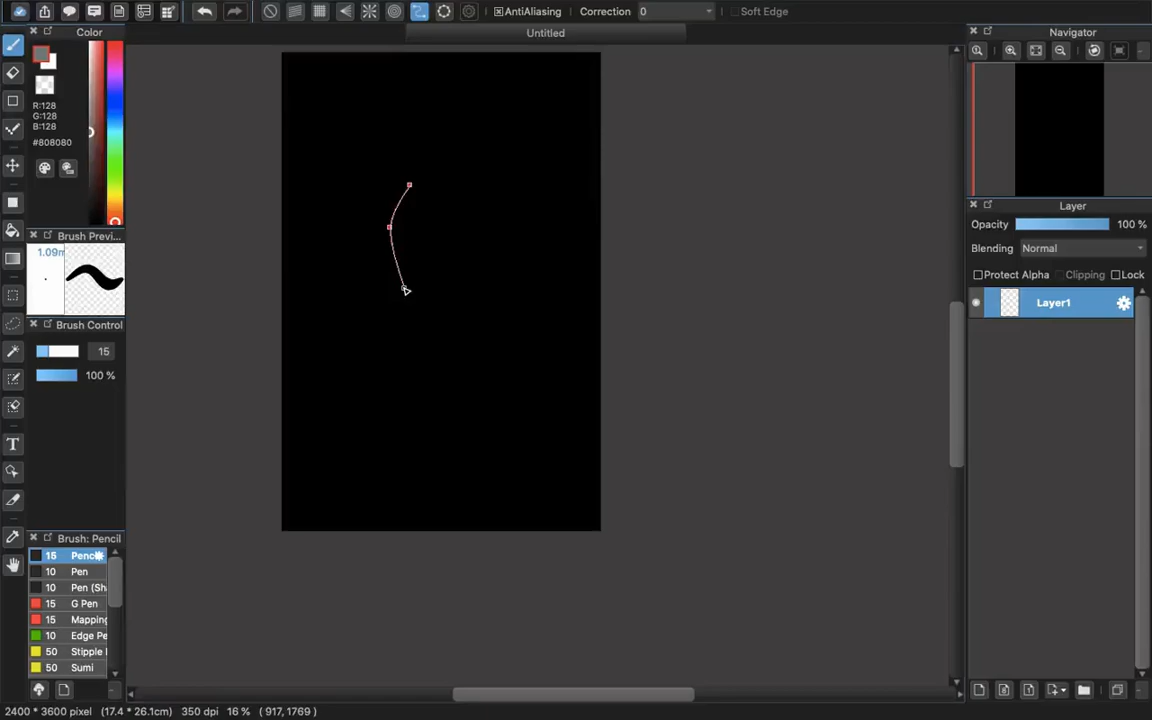 AntiAliasing Correction 0 Soft Edge
Untitled
Color
R:128
G:128
B:128
#808080
Brush Previ...
1.09m
Brush Control
15
100 %
Brush: Pencil
15 Penc
10 Pen
10 Pen (Sh
15 G Pen
15 Mapping
10 Edge Pe
50 Stipple
50 Sumi
Navigator
Layer
Opacity 100 %
Blending Normal
Protect Alpha Clipping Lock
Layer1
2400 * 3600 pixel (17.4 * 26.1cm) 350 dpi 16 % ( 917, 1769 )